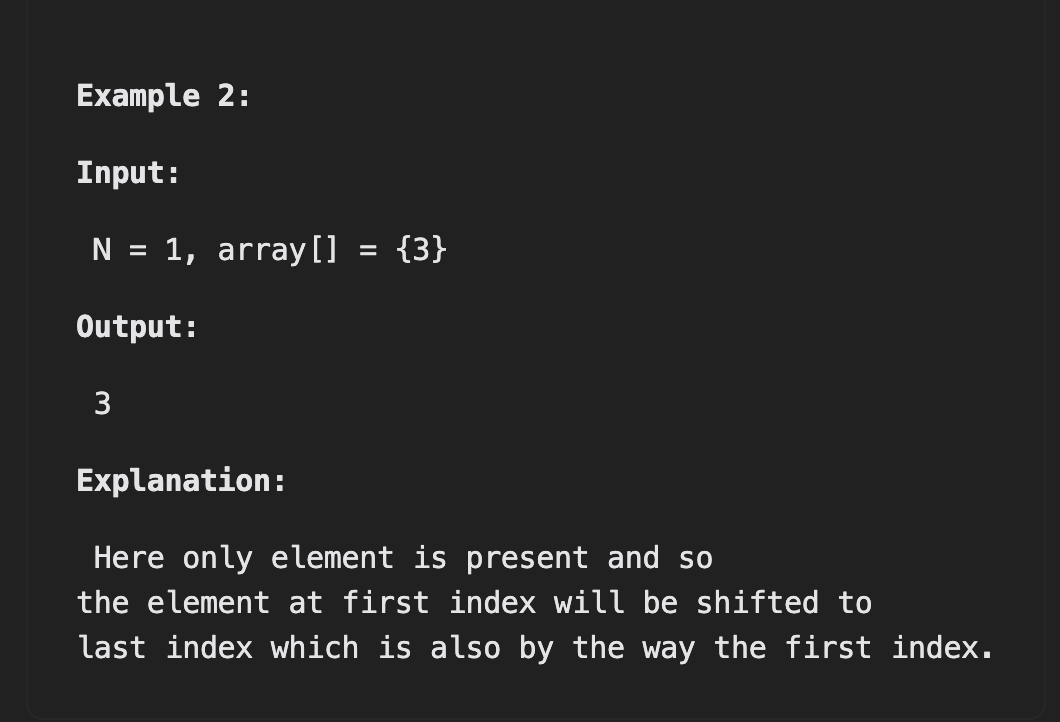 Example 2:
Input:
N = 1, array[] = {3}
Output:
3
Explanation:
Here only element is present and so
the element at first index will be shifted to
last index which is also by the way the first index.